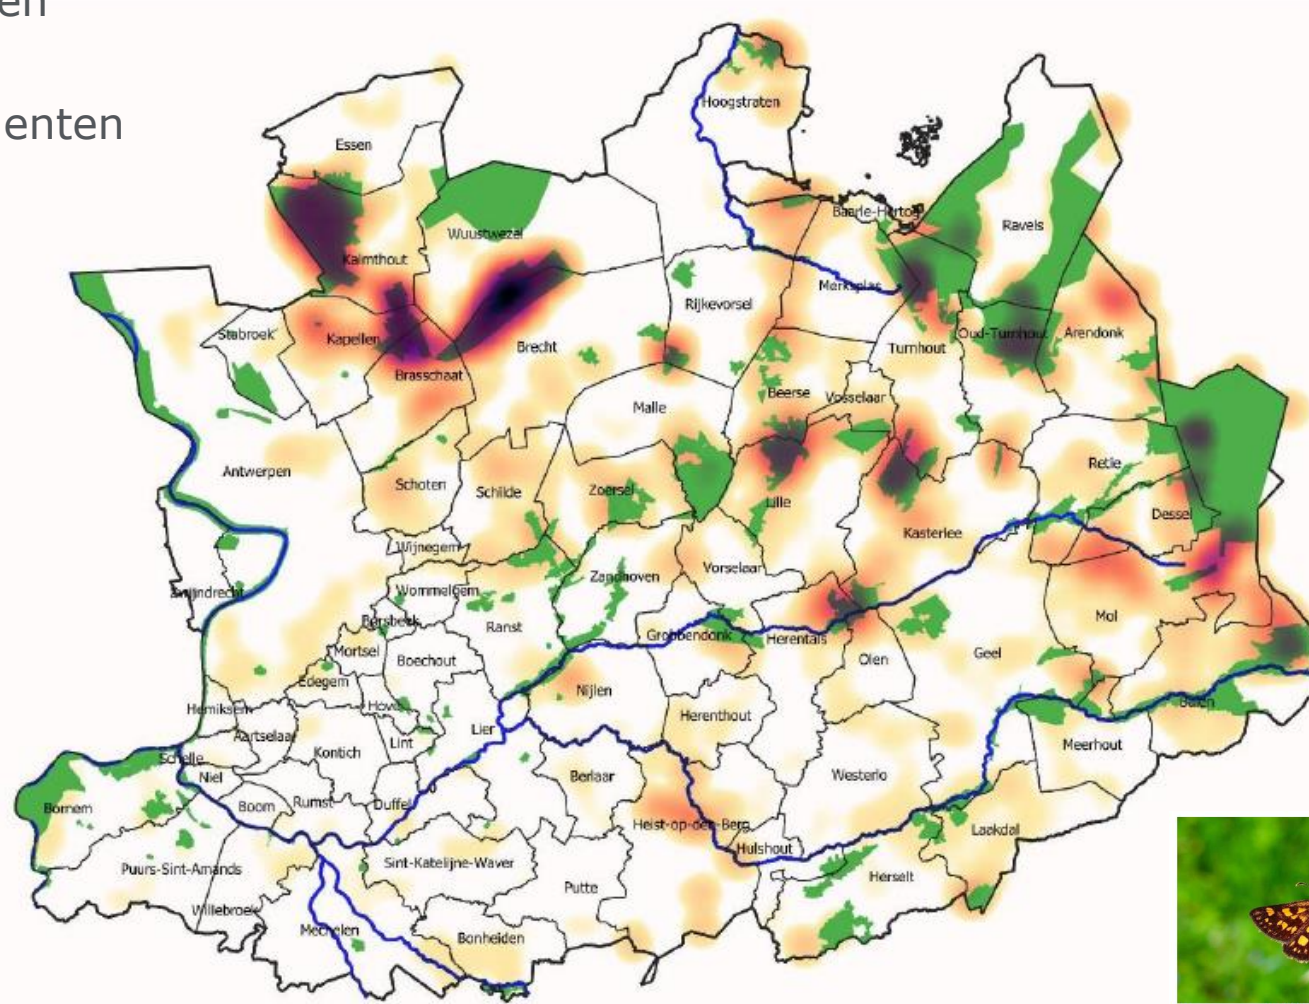 en
enten
Hoogstraten
Essen
Baarle-Hertog
Ravels
Wuustwezel
Kalmthout
Merksplas
Rijkevorsel
Stabroek
Kapellen
Oud-Turnhout
Arendonk
Brecht
Turnhout
Brasschaat
Beerse
Vosselaar
Malle
Antwerpen
Retie
Schoten
Schilde
Zoersel
Lille
Dessel
Kasterlee
Wijnegem
Vorselaar
Zandhoven
Zwijndrecht
Wommelgem
Borsbeek
Ranst
Mol
Grobbendonk
Herentals
Mortsel
Boechout
Olen
Geel
Edegem
Nijlen
Hemiksem
Hove
Balen
Herenthout
Aartselaar
Lint
Lier
Kontich
Meerhout
Schelle
Niel
Berlaar
Westerlo
Bornem
Boom
Rumst
Duffel
Heist-op-den-Berg
Laakdal
Hulshout
Puurs-Sint-Amands
Sint-Katelijne-Waver
Herselt
Putte
Willebroek
Mechelen
Bonheiden